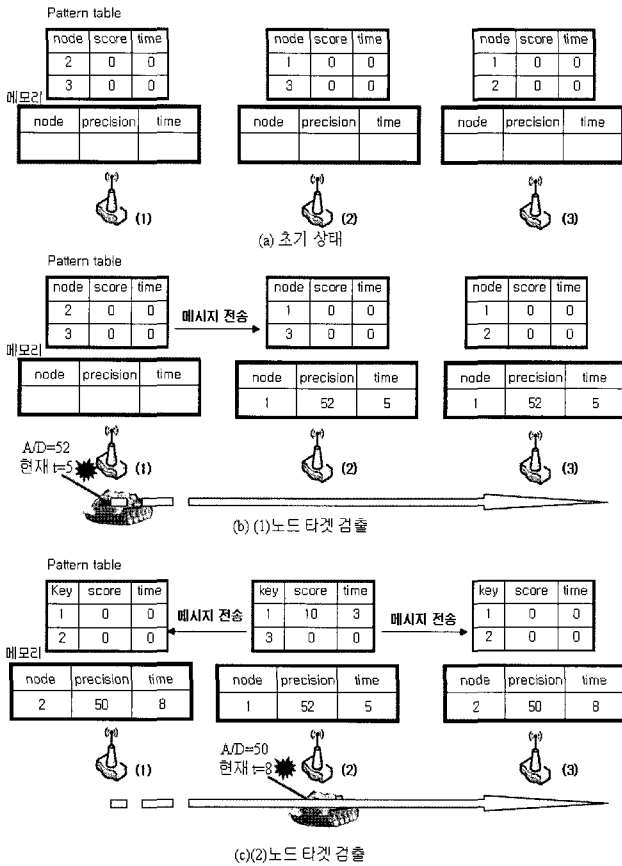 Pattern table
node score time
2 0 0
3 0 0
node score time
1 0 0
3 0 0
node score time
1 0 0
2 0 0
메모리
node precision time
node precision time
node precision time
(1)
(2)
(3)
(a) 초기 상태
Pattern table
node score time
2 0 0
3 0 0
메시지 전송
node score time
1 0 0
3 0 0
node score time
1 0 0
2 0 0
메모리
node precision time
node precision time
1 52 5
node precision time
1 52 5
A/D=52
현재 t=5
(1)
(2)
(3)
(b) (1)노드 타겟 검출
Pattern table
Key score time
1 0 0
2 0 0
메시지 전송
key score time
1 10 3
3 0 0
메시지 전송
key score time
1 0 0
2 0 0
메모리
node precision time
2 50 8
node precision time
1 52 5
node precision time
2 50 8
(1)
A/D=50
현재 t=8
(2)
(3)
(c)(2)노드 타겟 검출